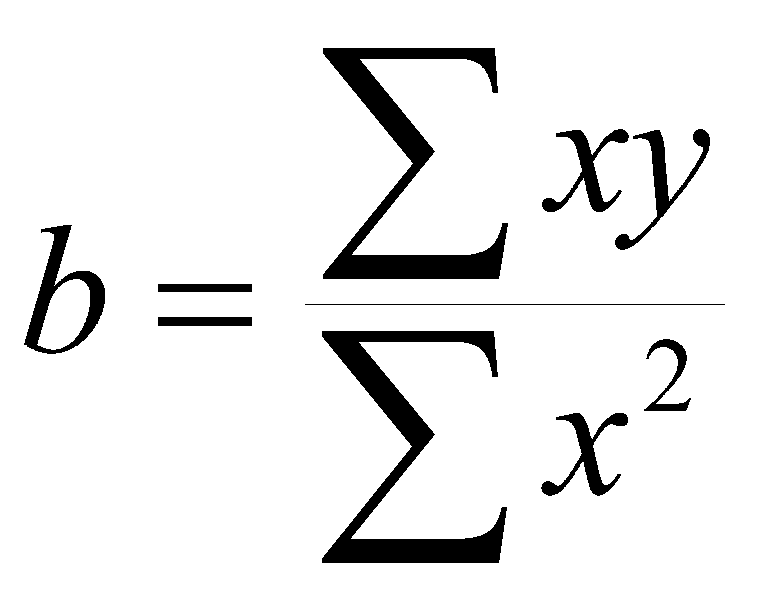 b = ∑xy / ∑x²